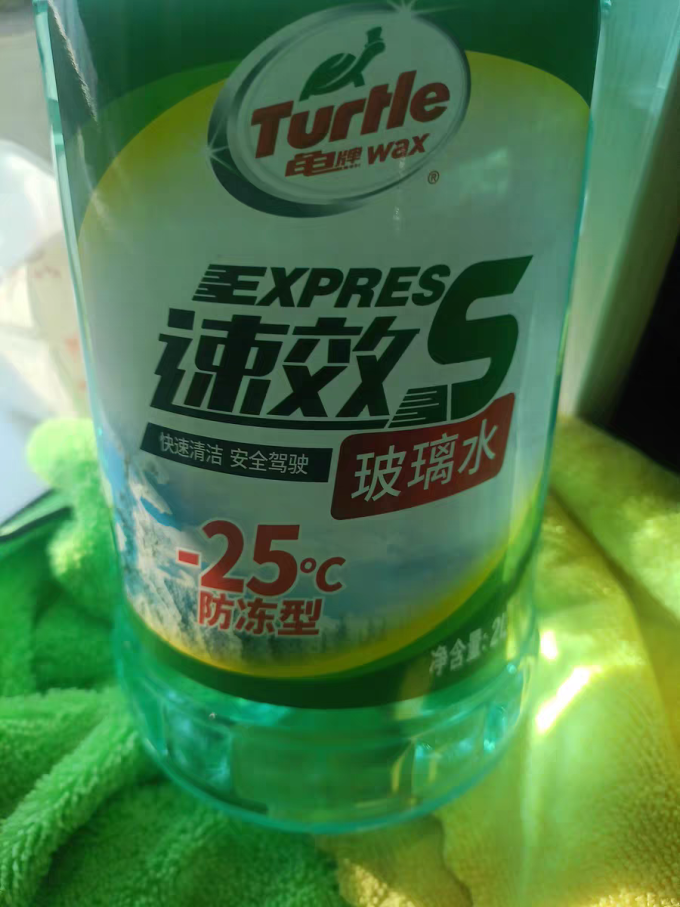 Turtle
龟牌 wax
®
EXPRESS
速效
快速清洁 安全驾驶
玻璃水
-25℃
防冻型
净含量: